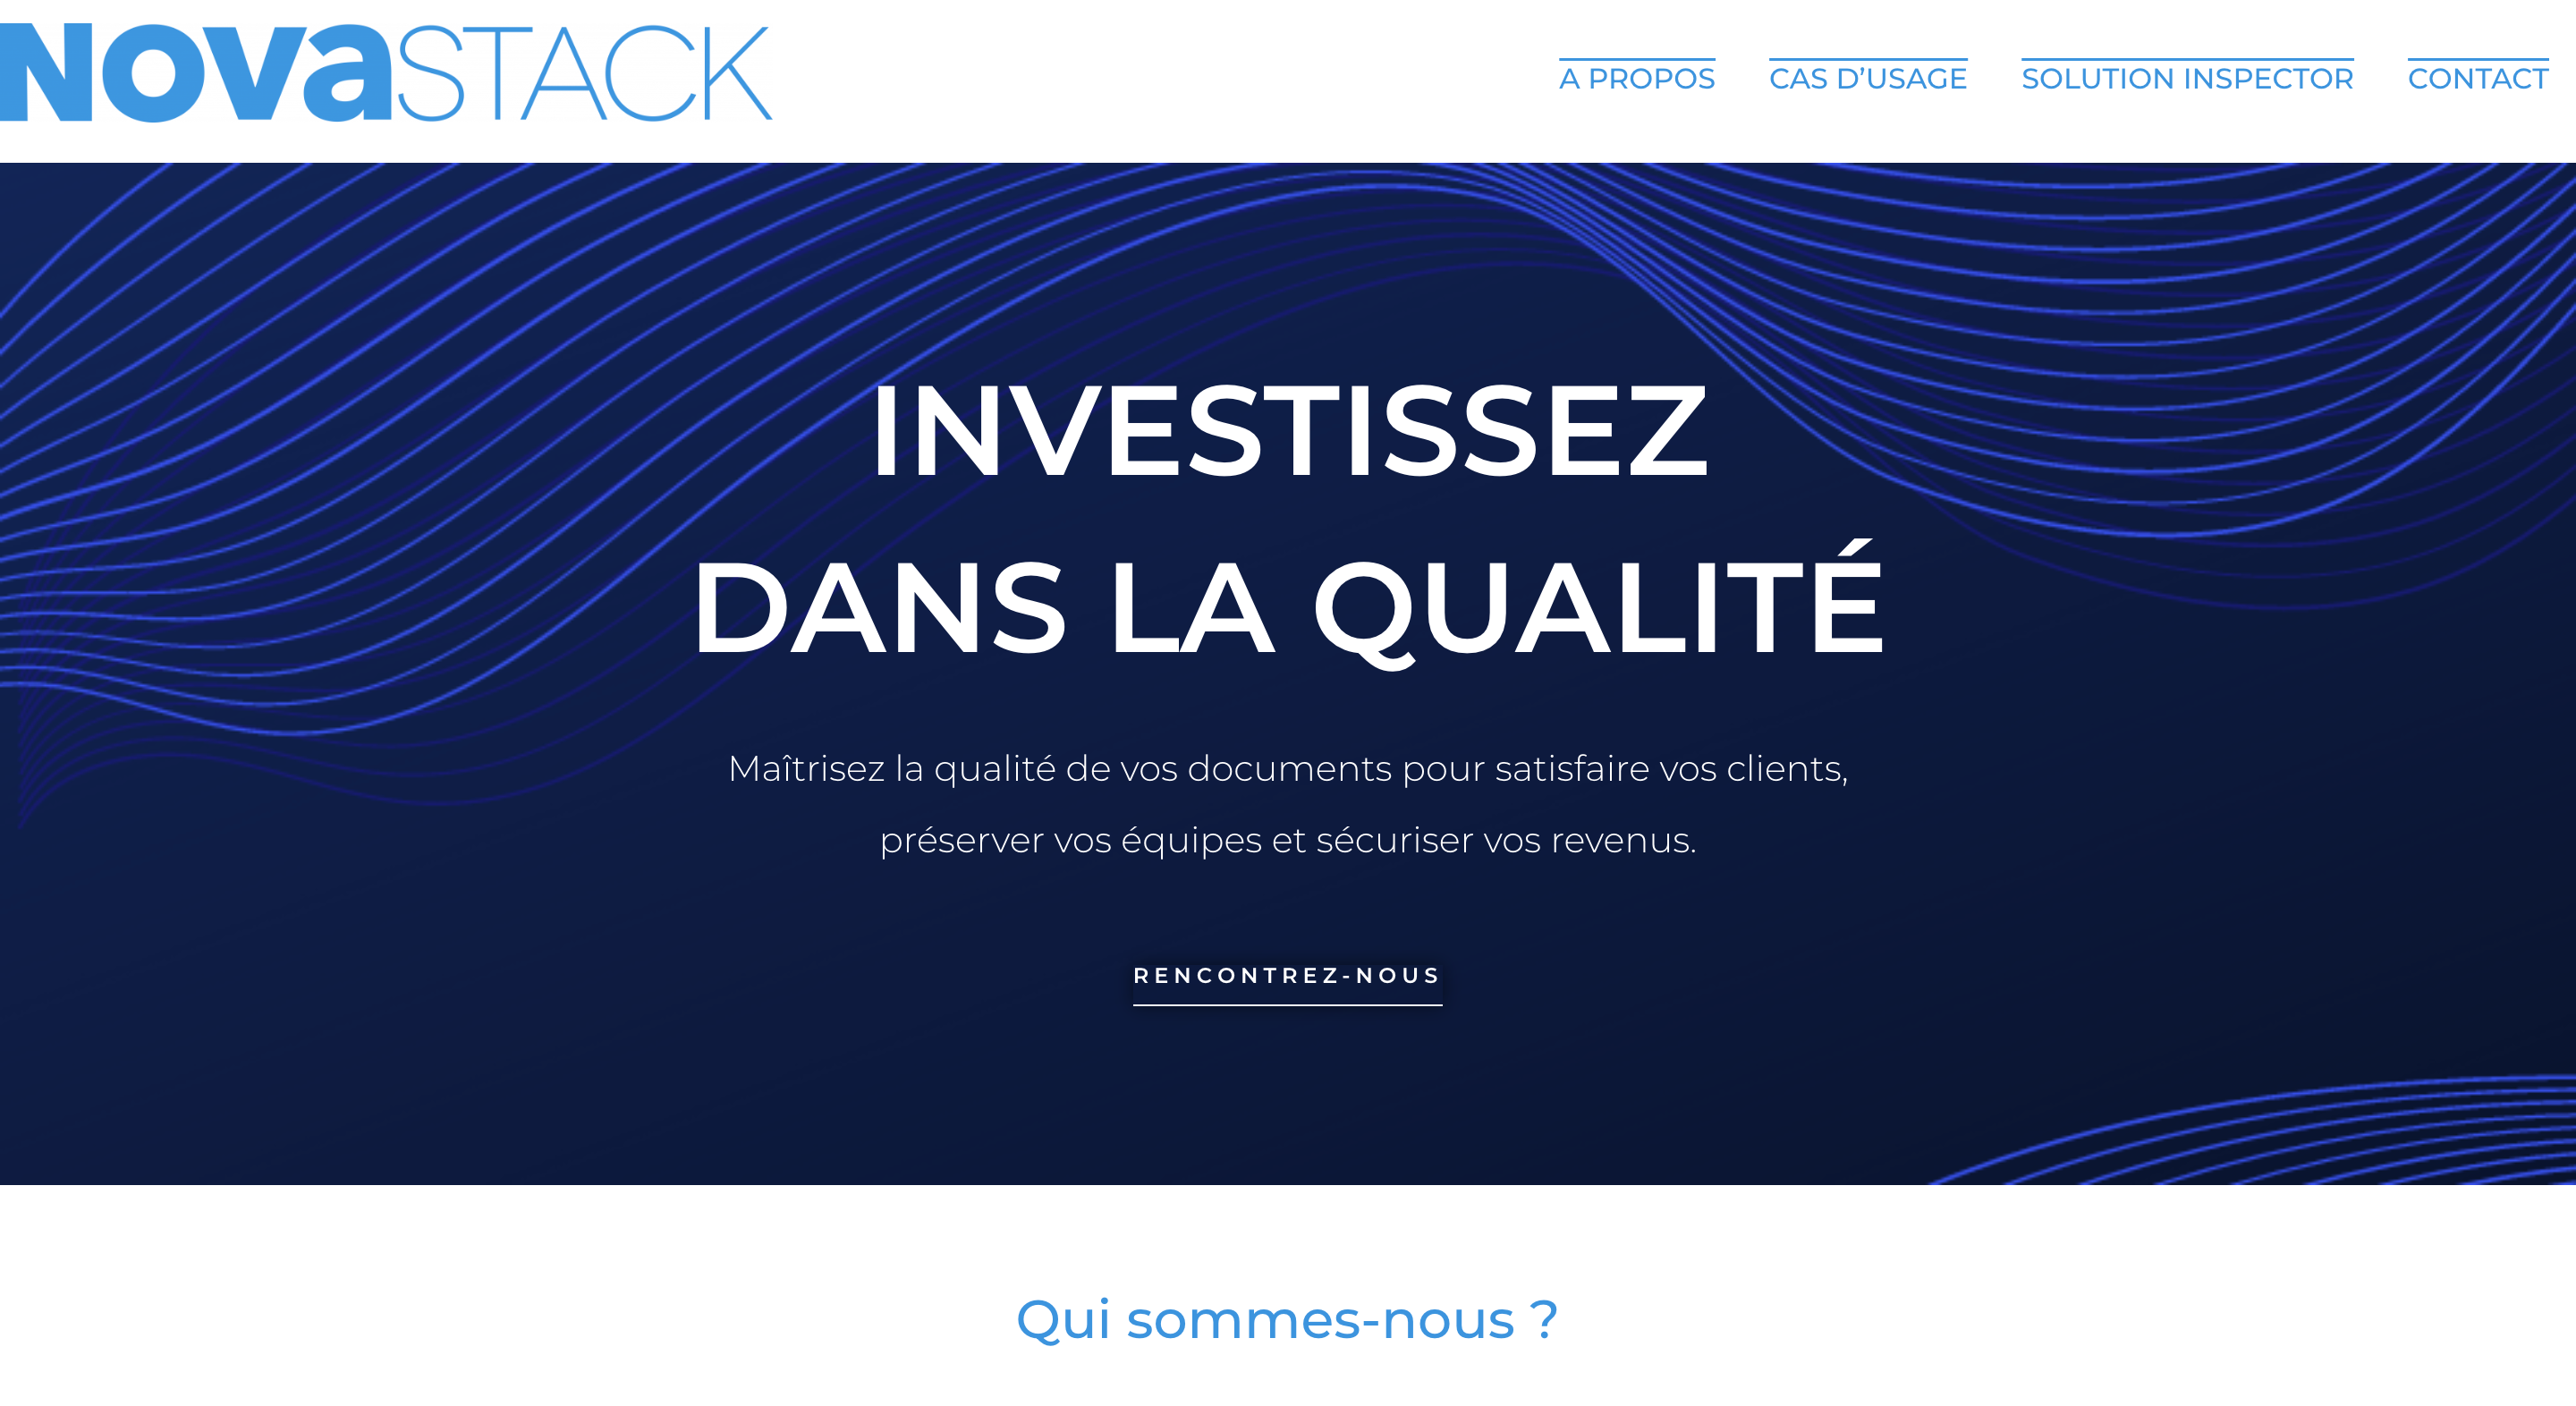 NovaSTACK
A PROPOS
CAS D’USAGE
SOLUTION INSPECTOR
CONTACT
INVESTISSEZ
DANS LA QUALITÉ
Maîtrisez la qualité de vos documents pour satisfaire vos clients,
préserver vos équipes et sécuriser vos revenus.
RENCONTREZ-NOUS
Qui sommes-nous ?